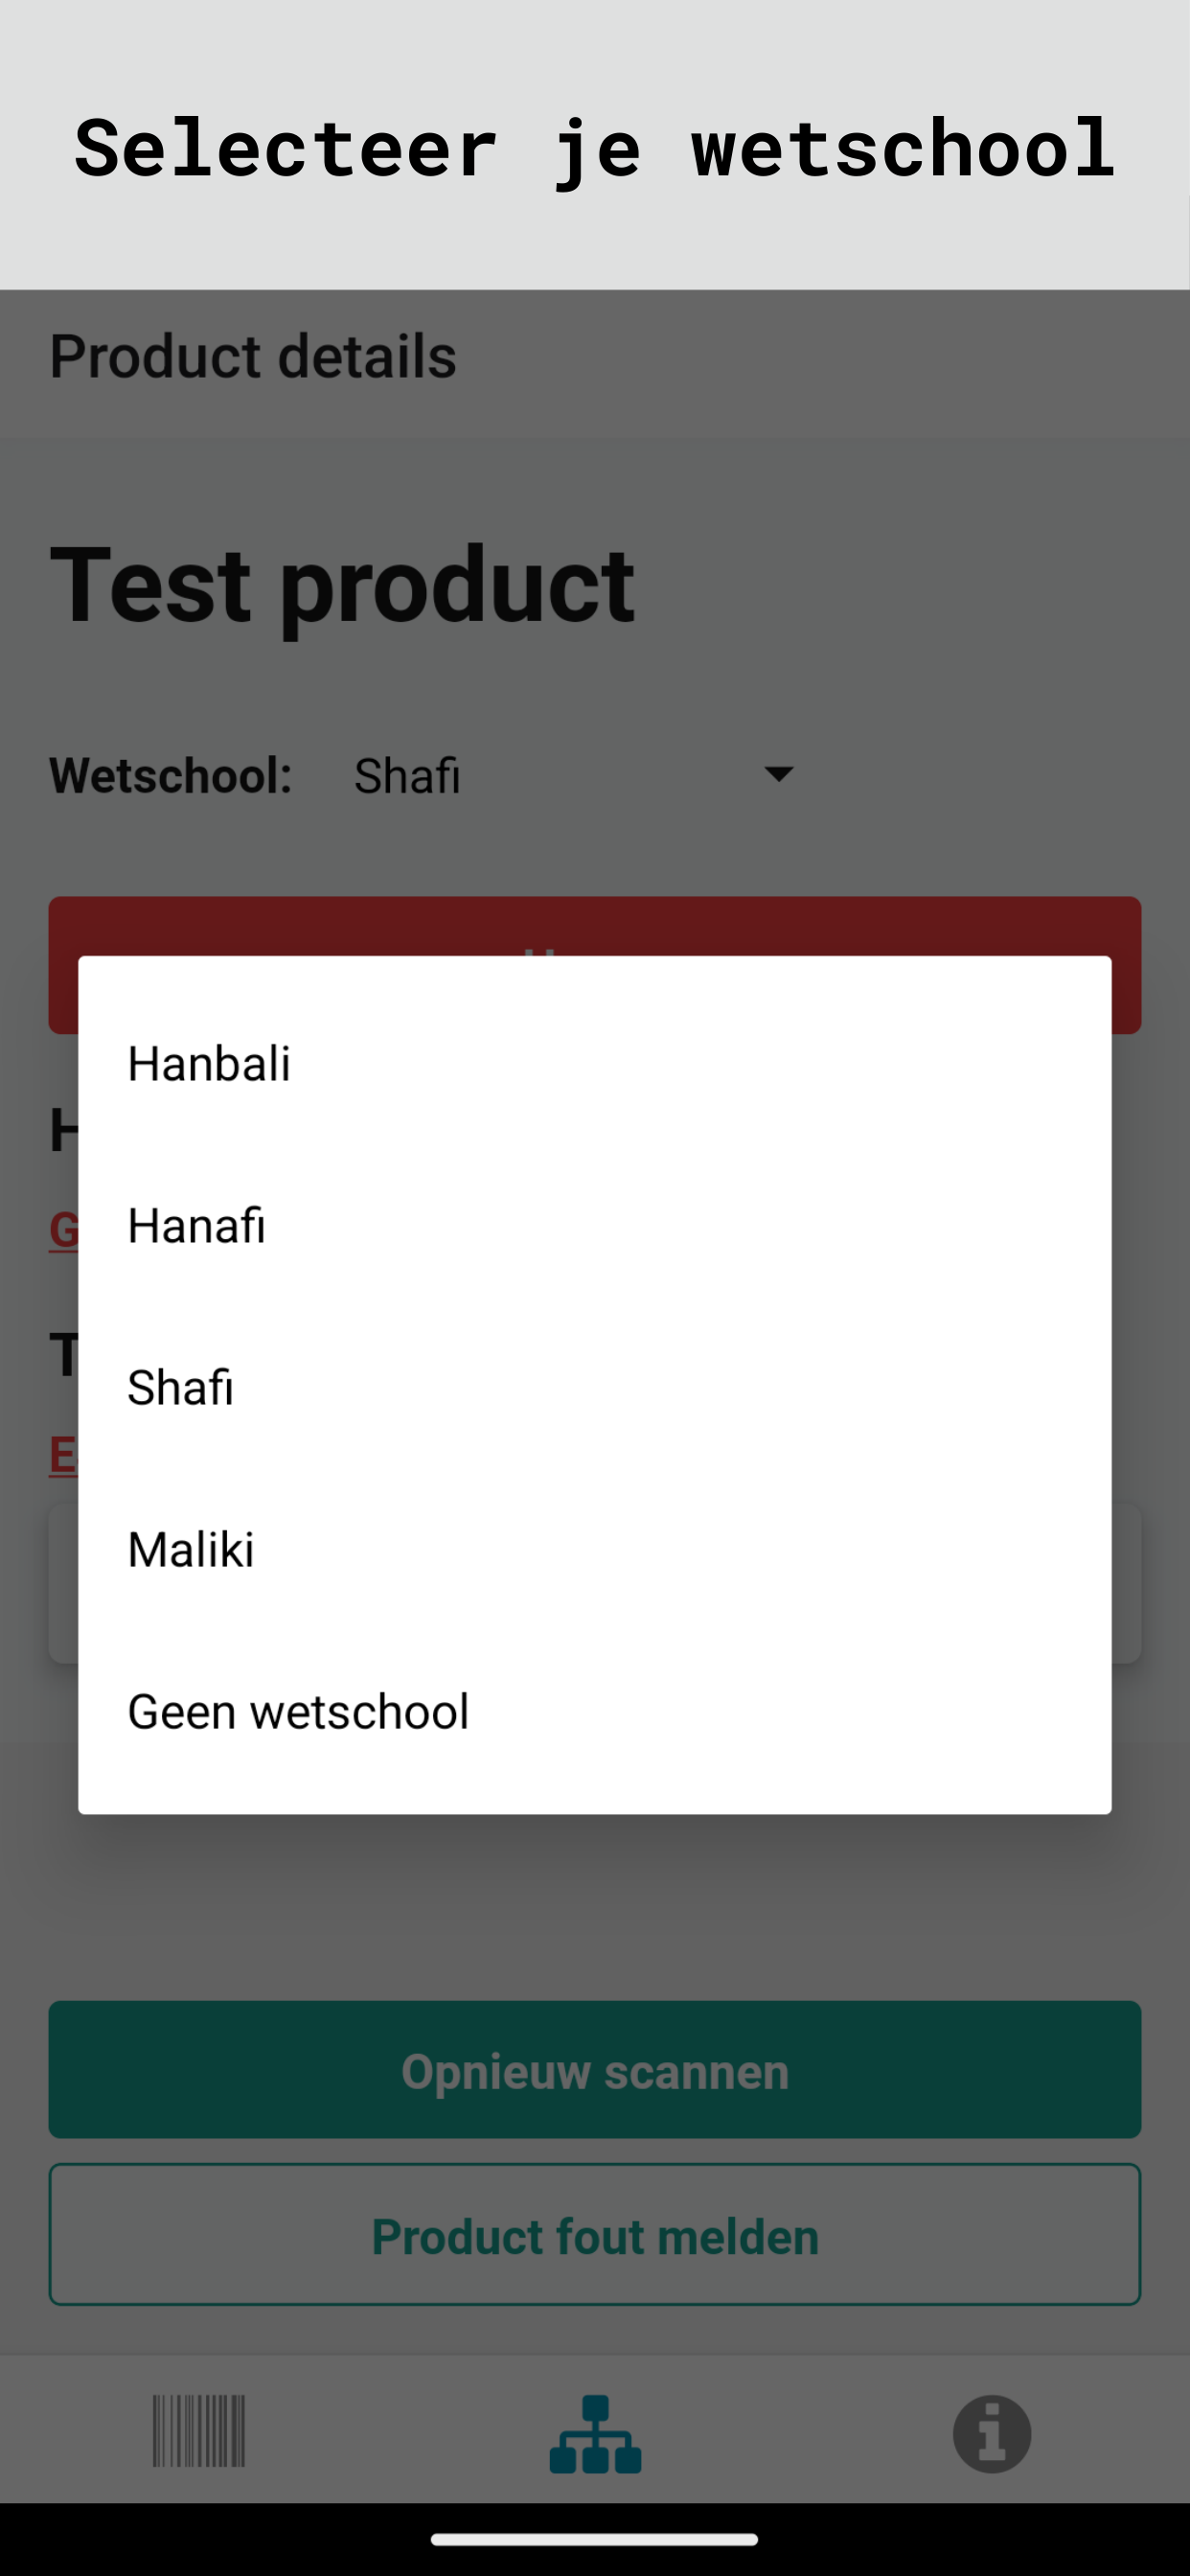 Selecteer je wetschool
Product details
Test product
Wetschool: Shafi
Hanbali
Hanafi
Shafi
Maliki
Geen wetschool
Opnieuw scannen
Product fout melden